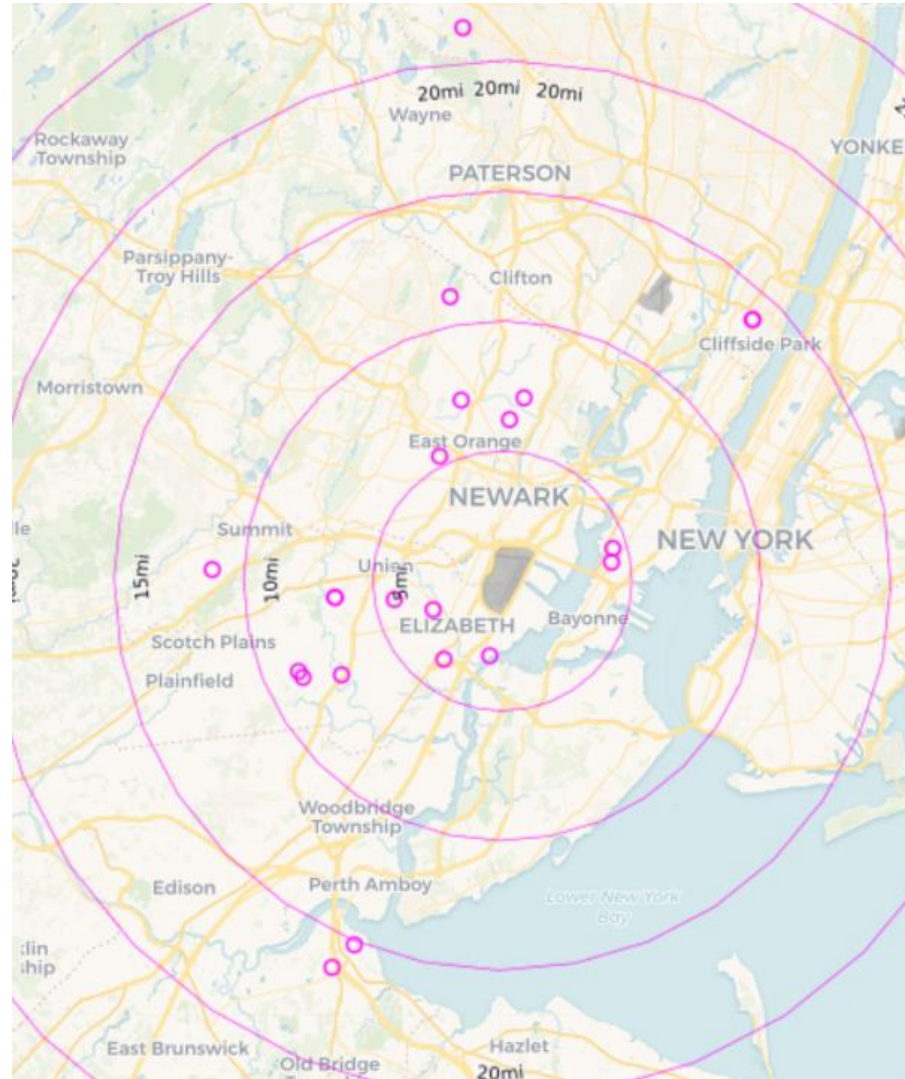 20mi 20mi 20mi
Wayne
Rockaway
Township
YONKE
PATERSON
Parsippany-
Troy Hills
Clifton
Cliffside Park
Morristown
East Orange
NEWARK
Summit
NEW YORK
Union
15mi
10mi
5mi
ELIZABETH
Bayonne
Scotch Plains
Plainfield
Woodbridge
Township
Edison
Perth Amboy
Lower New York
Bay
klin
ship
East Brunswick
Hazlet
Old Bridge
20mi